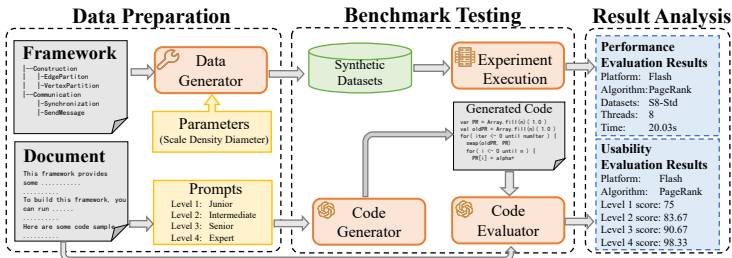 Data Preparation
Benchmark Testing
Result Analysis
Framework
|--Construction
|   |-EdgePartiton
|   |-VertexPartition
|--Communication
    |-Synchronization
    |-SendMessage
Data
Generator
Parameters
(Scale Density Diameter)
Document
This framework provides
some ..........
..........
To build this framework, you
can run ......
..........
Here are some code sample
..........
Prompts
Level 1: Junior
Level 2: Intermediate
Level 3: Senior
Level 4: Expert
Synthetic
Datasets
Experiment
Execution
Generated Code
var PR = Array.fill(n)( 1.0 )
val oldPR = Array.fill(n)( 1.0 )
for( iter <- 0 until numIter ) {
swap(oldPR, PR)
for( i <- 0 until n ) {
PR[i] = alpha*
Code
Generator
Code
Evaluator
Performance
Evaluation Results
Platform: Flash
Algorithm:PageRank
Datasets: S8-Std
Threads: 8
Time: 20.03s
Usability
Evaluation Results
Platform: Flash
Algorithm: PageRank
Level 1 score: 75
Level 2 score: 83.67
Level 3 score: 90.67
Level 4 score: 98.33